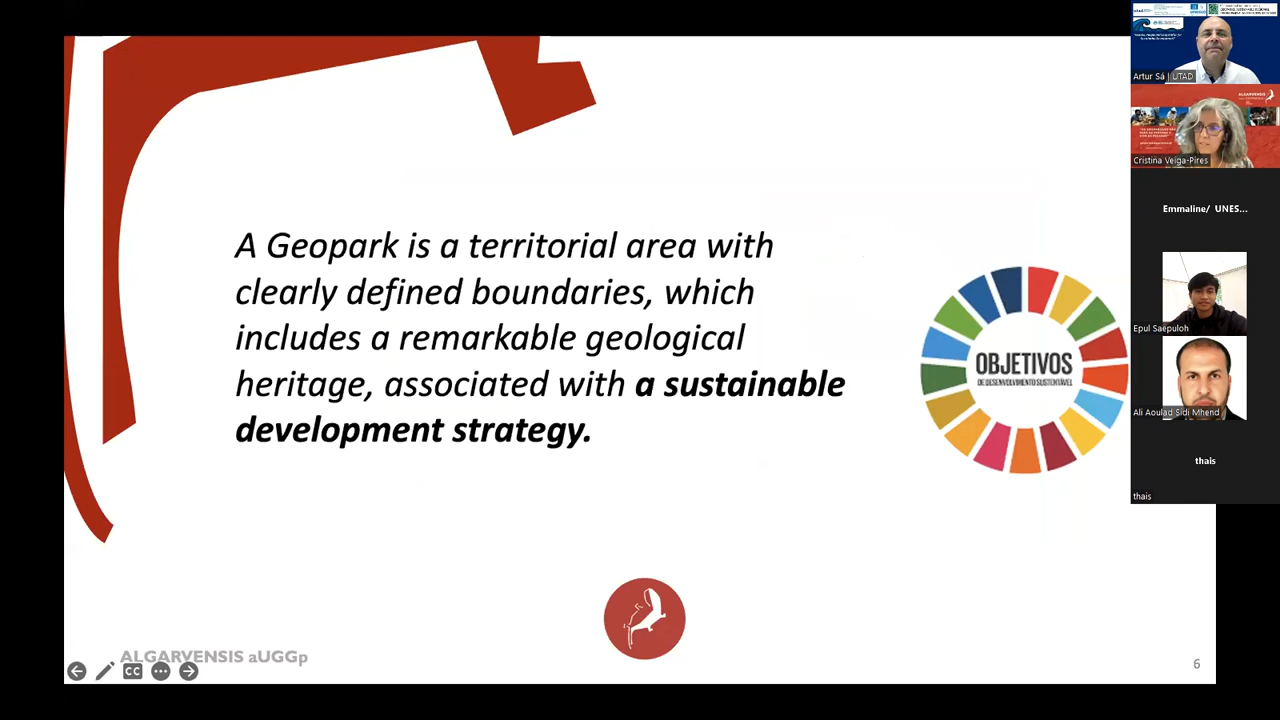 A Geopark is a territorial area with
clearly defined boundaries, which
includes a remarkable geological
heritage, associated with a sustainable
development strategy.
OBJETIVOS
DE DESENVOLVIMENTO SUSTENTÁVEL
ALGARVENSIS aUGGp
CC
6
Artur Sá | UTAD
ALGARVENSIS
Cristina Veiga-Pires
Emmaline/ UNES...
Epul Saepuloh
Ali Aoulad Sidi Mhend
thais
thais